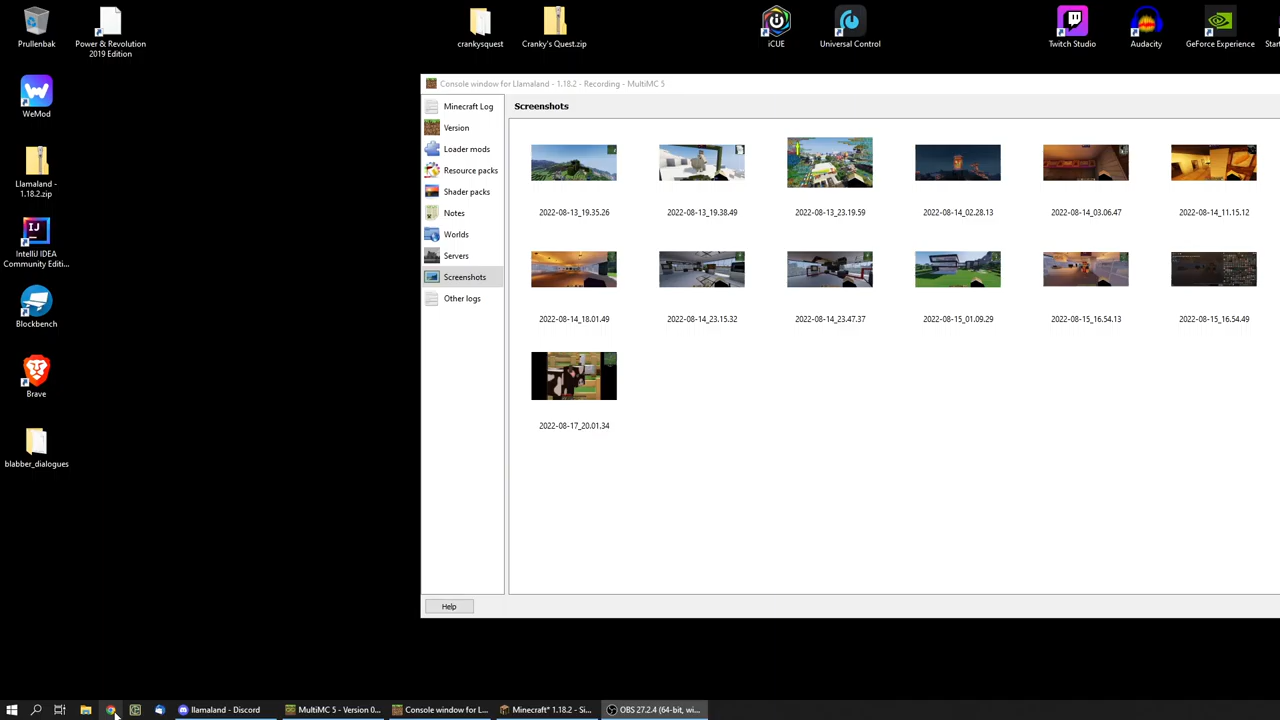 Prullenbak
Power & Revolution
2019 Edition
crankysquest
Cranky's Quest.zip
iCUE
Universal Control
Twitch Studio
Audacity
GeForce Experience
WeMod
Llamaland -
1.18.2.zip
IntelliJ IDEA
Community Edi...
Blockbench
Brave
blabber_dialogues
Console window for Llamaland - 1.18.2 - Recording - MultiMC 5
Minecraft Log
Version
Loader mods
Resource packs
Shader packs
Notes
Worlds
Servers
Screenshots
Other logs
Help
Screenshots
2022-08-13_19.35.26
2022-08-13_19.38.49
2022-08-13_23.19.59
2022-08-14_02.28.13
2022-08-14_03.06.47
2022-08-14_11.15.12
2022-08-14_18.01.49
2022-08-14_23.15.32
2022-08-14_23.47.37
2022-08-15_01.09.29
2022-08-15_16.54.13
2022-08-15_16.54.49
2022-08-17_20.01.34
llamaland - Discord
MultiMC 5 - Version 0...
Console window for L...
Minecraft* 1.18.2 - Si...
OBS 27.2.4 (64-bit, wi...